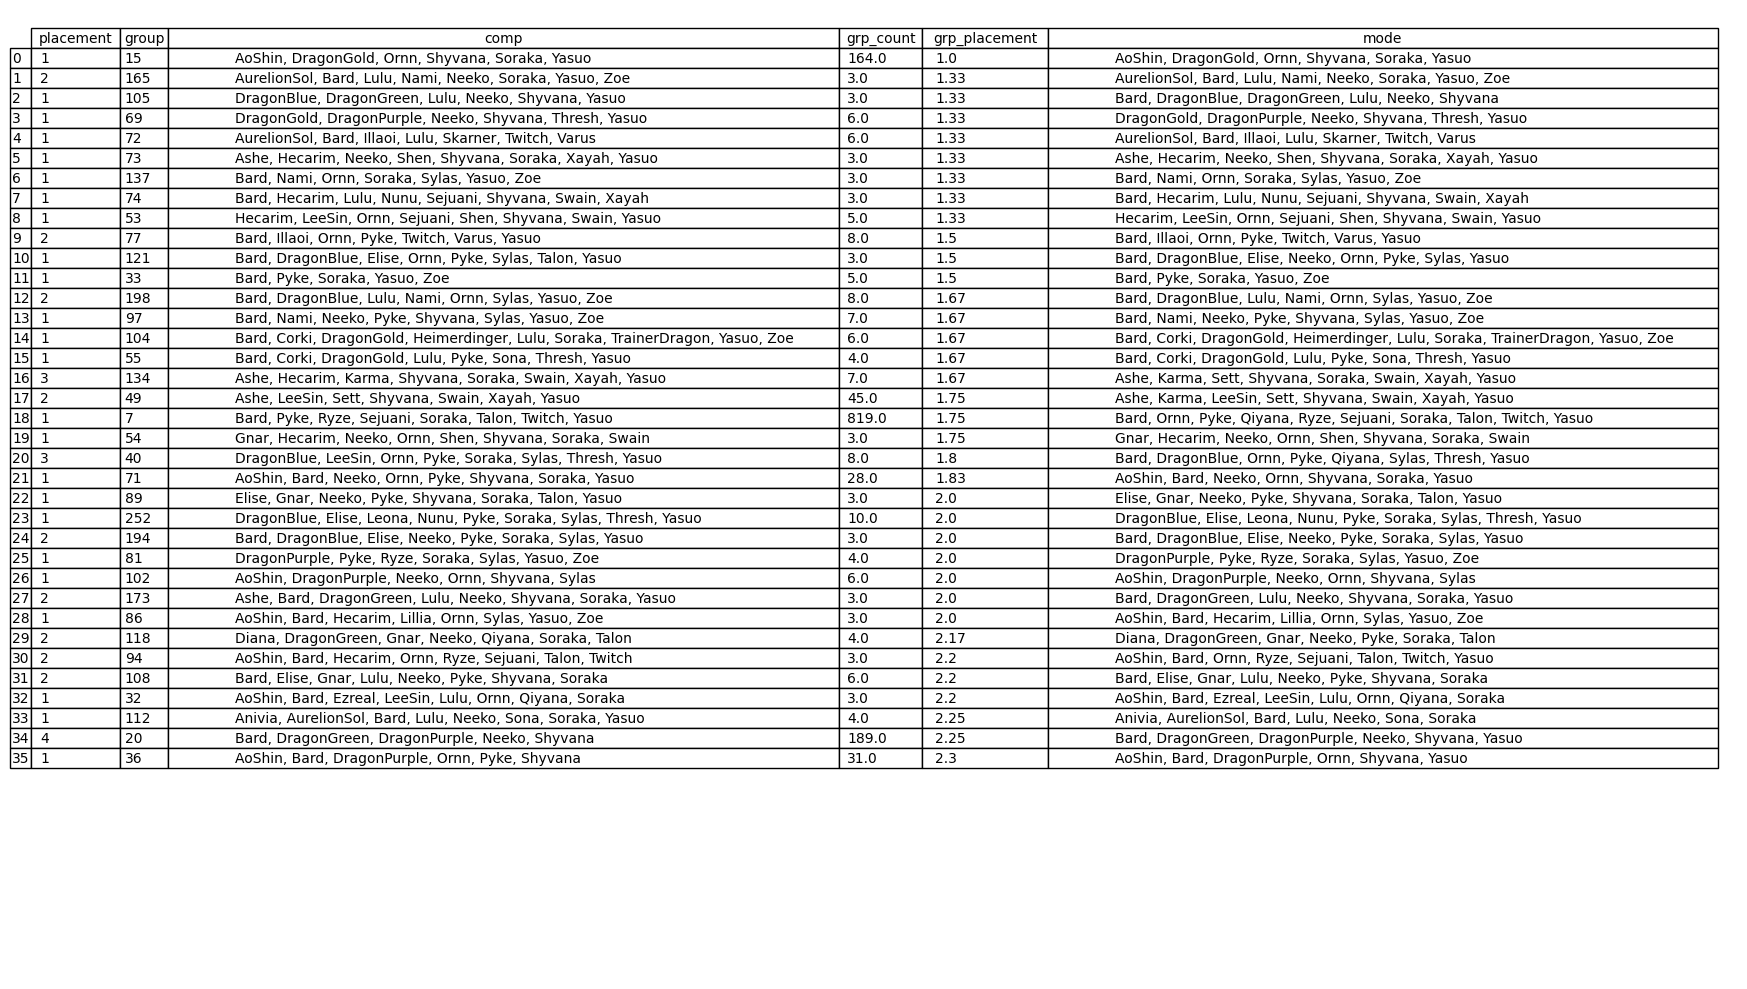 placement group comp grp_count grp_placement mode
0 1 15 AoShin, DragonGold, Ornn, Shyvana, Soraka, Yasuo 164.0 1.0 AoShin, DragonGold, Ornn, Shyvana, Soraka, Yasuo
1 2 165 AurelionSol, Bard, Lulu, Nami, Neeko, Soraka, Yasuo, Zoe 3.0 1.33 AurelionSol, Bard, Lulu, Nami, Neeko, Soraka, Yasuo, Zoe
2 1 105 DragonBlue, DragonGreen, Lulu, Neeko, Shyvana, Yasuo 3.0 1.33 Bard, DragonBlue, DragonGreen, Lulu, Neeko, Shyvana
3 1 69 DragonGold, DragonPurple, Neeko, Shyvana, Thresh, Yasuo 6.0 1.33 DragonGold, DragonPurple, Neeko, Shyvana, Thresh, Yasuo
4 1 72 AurelionSol, Bard, Illaoi, Lulu, Skarner, Twitch, Varus 6.0 1.33 AurelionSol, Bard, Illaoi, Lulu, Skarner, Twitch, Varus
5 1 73 Ashe, Hecarim, Neeko, Shen, Shyvana, Soraka, Xayah, Yasuo 3.0 1.33 Ashe, Hecarim, Neeko, Shen, Shyvana, Soraka, Xayah, Yasuo
6 1 137 Bard, Nami, Ornn, Soraka, Sylas, Yasuo, Zoe 3.0 1.33 Bard, Nami, Ornn, Soraka, Sylas, Yasuo, Zoe
7 1 74 Bard, Hecarim, Lulu, Nunu, Sejuani, Shyvana, Swain, Xayah 3.0 1.33 Bard, Hecarim, Lulu, Nunu, Sejuani, Shyvana, Swain, Xayah
8 1 53 Hecarim, LeeSin, Ornn, Sejuani, Shen, Shyvana, Swain, Yasuo 5.0 1.33 Hecarim, LeeSin, Ornn, Sejuani, Shen, Shyvana, Swain, Yasuo
9 2 77 Bard, Illaoi, Ornn, Pyke, Twitch, Varus, Yasuo 8.0 1.5 Bard, Illaoi, Ornn, Pyke, Twitch, Varus, Yasuo
10 1 121 Bard, DragonBlue, Elise, Ornn, Pyke, Sylas, Talon, Yasuo 3.0 1.5 Bard, DragonBlue, Elise, Neeko, Ornn, Pyke, Sylas, Yasuo
11 1 33 Bard, Pyke, Soraka, Yasuo, Zoe 5.0 1.5 Bard, Pyke, Soraka, Yasuo, Zoe
12 2 198 Bard, DragonBlue, Lulu, Nami, Ornn, Sylas, Yasuo, Zoe 8.0 1.67 Bard, DragonBlue, Lulu, Nami, Ornn, Sylas, Yasuo, Zoe
13 1 97 Bard, Nami, Neeko, Pyke, Shyvana, Sylas, Yasuo, Zoe 7.0 1.67 Bard, Nami, Neeko, Pyke, Shyvana, Sylas, Yasuo, Zoe
14 1 104 Bard, Corki, DragonGold, Heimerdinger, Lulu, Soraka, TrainerDragon, Yasuo, Zoe 6.0 1.67 Bard, Corki, DragonGold, Heimerdinger, Lulu, Soraka, TrainerDragon, Yasuo, Zoe
15 1 55 Bard, Corki, DragonGold, Lulu, Pyke, Sona, Thresh, Yasuo 4.0 1.67 Bard, Corki, DragonGold, Lulu, Pyke, Sona, Thresh, Yasuo
16 3 134 Ashe, Hecarim, Karma, Shyvana, Soraka, Swain, Xayah, Yasuo 7.0 1.67 Ashe, Karma, Sett, Shyvana, Soraka, Swain, Xayah, Yasuo
17 2 49 Ashe, LeeSin, Sett, Shyvana, Swain, Xayah, Yasuo 45.0 1.75 Ashe, Karma, LeeSin, Sett, Shyvana, Swain, Xayah, Yasuo
18 1 7 Bard, Pyke, Ryze, Sejuani, Soraka, Talon, Twitch, Yasuo 819.0 1.75 Bard, Ornn, Pyke, Qiyana, Ryze, Sejuani, Soraka, Talon, Twitch, Yasuo
19 1 54 Gnar, Hecarim, Neeko, Ornn, Shen, Shyvana, Soraka, Swain 3.0 1.75 Gnar, Hecarim, Neeko, Ornn, Shen, Shyvana, Soraka, Swain
20 3 40 DragonBlue, LeeSin, Ornn, Pyke, Soraka, Sylas, Thresh, Yasuo 8.0 1.8 Bard, DragonBlue, Ornn, Pyke, Qiyana, Sylas, Thresh, Yasuo
21 1 71 AoShin, Bard, Neeko, Ornn, Pyke, Shyvana, Soraka, Yasuo 28.0 1.83 AoShin, Bard, Neeko, Ornn, Shyvana, Soraka, Yasuo
22 1 89 Elise, Gnar, Neeko, Pyke, Shyvana, Soraka, Talon, Yasuo 3.0 2.0 Elise, Gnar, Neeko, Pyke, Shyvana, Soraka, Talon, Yasuo
23 1 252 DragonBlue, Elise, Leona, Nunu, Pyke, Soraka, Sylas, Thresh, Yasuo 10.0 2.0 DragonBlue, Elise, Leona, Nunu, Pyke, Soraka, Sylas, Thresh, Yasuo
24 2 194 Bard, DragonBlue, Elise, Neeko, Pyke, Soraka, Sylas, Yasuo 3.0 2.0 Bard, DragonBlue, Elise, Neeko, Pyke, Soraka, Sylas, Yasuo
25 1 81 DragonPurple, Pyke, Ryze, Soraka, Sylas, Yasuo, Zoe 4.0 2.0 DragonPurple, Pyke, Ryze, Soraka, Sylas, Yasuo, Zoe
26 1 102 AoShin, DragonPurple, Neeko, Ornn, Shyvana, Sylas 6.0 2.0 AoShin, DragonPurple, Neeko, Ornn, Shyvana, Sylas
27 2 173 Ashe, Bard, DragonGreen, Lulu, Neeko, Shyvana, Soraka, Yasuo 3.0 2.0 Bard, DragonGreen, Lulu, Neeko, Shyvana, Soraka, Yasuo
28 1 86 AoShin, Bard, Hecarim, Lillia, Ornn, Sylas, Yasuo, Zoe 3.0 2.0 AoShin, Bard, Hecarim, Lillia, Ornn, Sylas, Yasuo, Zoe
29 2 118 Diana, DragonGreen, Gnar, Neeko, Qiyana, Soraka, Talon 4.0 2.17 Diana, DragonGreen, Gnar, Neeko, Pyke, Soraka, Talon
30 2 94 AoShin, Bard, Hecarim, Ornn, Ryze, Sejuani, Talon, Twitch 3.0 2.2 AoShin, Bard, Ornn, Ryze, Sejuani, Talon, Twitch, Yasuo
31 2 108 Bard, Elise, Gnar, Lulu, Neeko, Pyke, Shyvana, Soraka 6.0 2.2 Bard, Elise, Gnar, Lulu, Neeko, Pyke, Shyvana, Soraka
32 1 32 AoShin, Bard, Ezreal, LeeSin, Lulu, Ornn, Qiyana, Soraka 3.0 2.2 AoShin, Bard, Ezreal, LeeSin, Lulu, Ornn, Qiyana, Soraka
33 1 112 Anivia, AurelionSol, Bard, Lulu, Neeko, Sona, Soraka, Yasuo 4.0 2.25 Anivia, AurelionSol, Bard, Lulu, Neeko, Sona, Soraka
34 4 20 Bard, DragonGreen, DragonPurple, Neeko, Shyvana 189.0 2.25 Bard, DragonGreen, DragonPurple, Neeko, Shyvana, Yasuo
35 1 36 AoShin, Bard, DragonPurple, Ornn, Pyke, Shyvana 31.0 2.3 AoShin, Bard, DragonPurple, Ornn, Shyvana, Yasuo